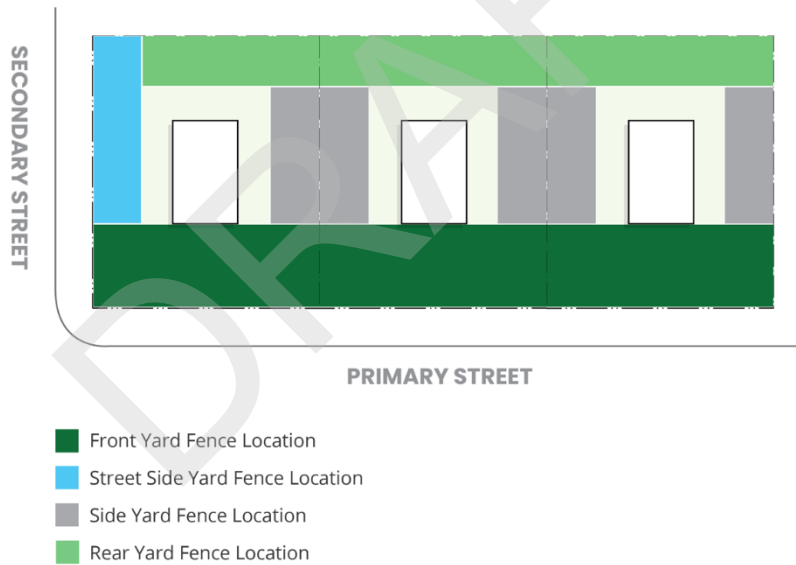 SECONDARY STREET
PRIMARY STREET
Front Yard Fence Location
Street Side Yard Fence Location
Side Yard Fence Location
Rear Yard Fence Location
DRAF